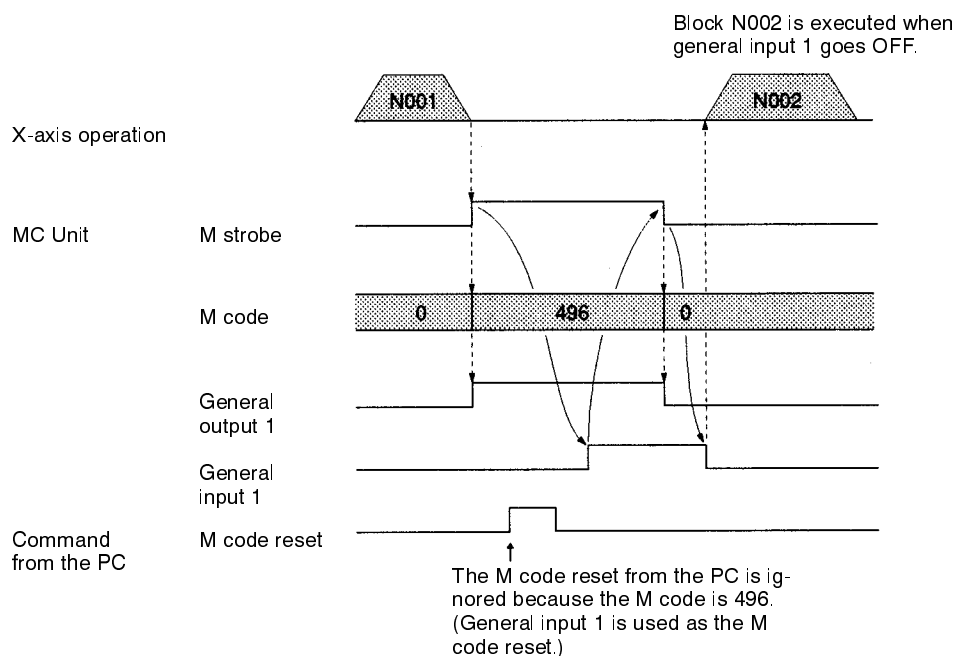 Block N002 is executed when
general input 1 goes OFF.
N001
N002
X-axis operation
MC Unit
M strobe
M code
0
496
0
General
output 1
General
input 1
Command
from the PC
M code reset
The M code reset from the PC is ig-
nored because the M code is 496.
(General input 1 is used as the M
code reset.)